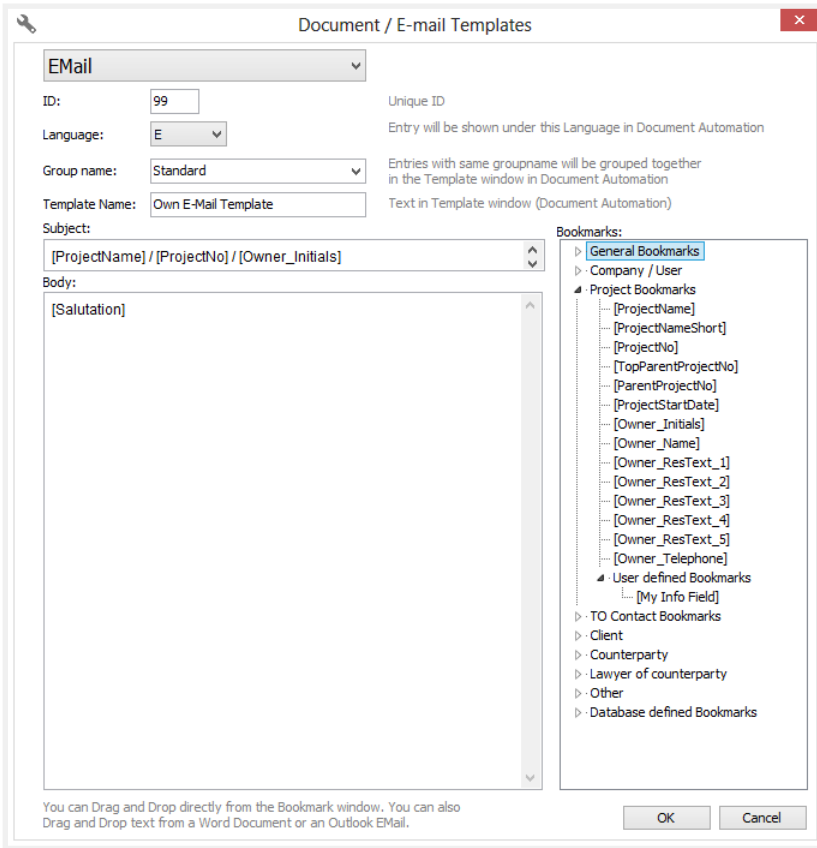 Document / E-mail Templates
EMail
ID:
99
Unique ID
Language:
E
Entry will be shown under this Language in Document Automation
Group name:
Standard
Entries with same groupname will be grouped together
in the Template window in Document Automation
Template Name:
Own E-Mail Template
Text in Template window (Document Automation)
Subject:
[ProjectName] / [ProjectNo] / [Owner_Initials]
Body:
[Salutation]
Bookmarks:
General Bookmarks
Company / User
Project Bookmarks
[ProjectName]
[ProjectNameShort]
[ProjectNo]
[TopParentProjectNo]
[ParentProjectNo]
[ProjectStartDate]
[Owner_Initials]
[Owner_Name]
[Owner_ResText_1]
[Owner_ResText_2]
[Owner_ResText_3]
[Owner_ResText_4]
[Owner_ResText_5]
[Owner_Telephone]
User defined Bookmarks
[My Info Field]
TO Contact Bookmarks
Client
Counterparty
Lawyer of counterparty
Other
Database defined Bookmarks
You can Drag and Drop directly from the Bookmark window. You can also
Drag and Drop text from a Word Document or an Outlook EMail.
OK
Cancel